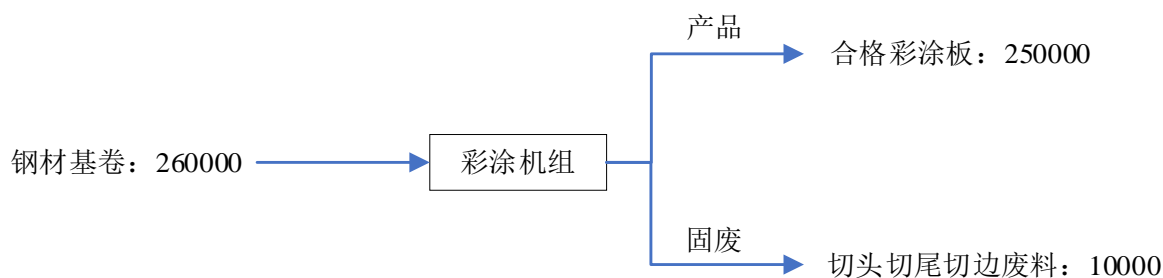 产品
合格彩涂板：250000
钢材基卷：260000
彩涂机组
固废
切头切尾切边废料：10000